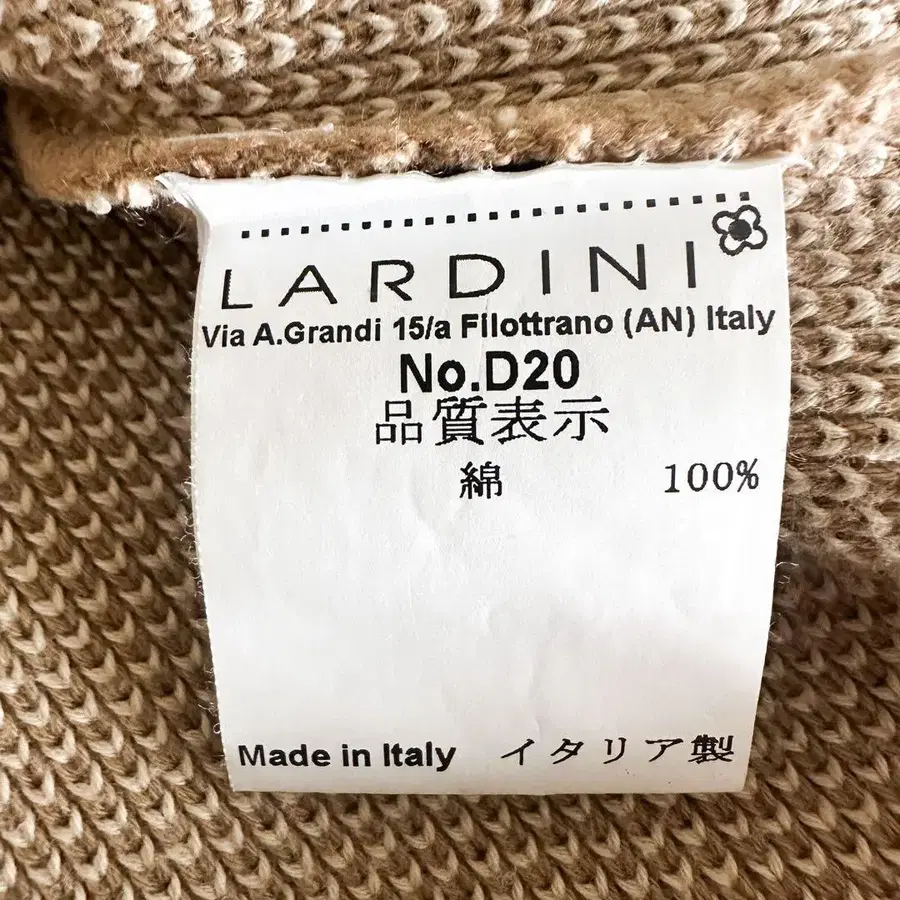 LARDINI
Via A.Grandi 15/a Filottrano (AN) Italy
No.D20
品質表示
綿 100%
Made in Italy イタリア製